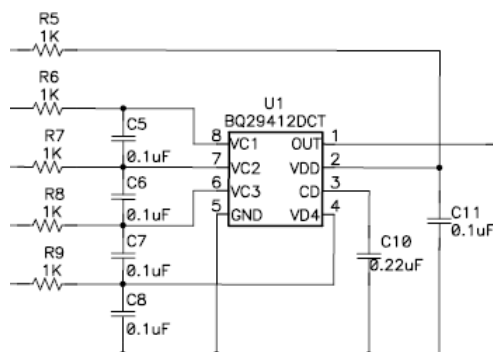 R5
1K
R6
1K
R7
1K
R8
1K
R9
1K
C5
0.1uF
C6
0.1uF
C7
0.1uF
C8
0.1uF
U1
BQ29412DCT
8 VC1 OUT 1
7 VC2 VDD 2
6 VC3 CD 3
5 GND VD4 4
C10
0.22uF
C11
0.1uF